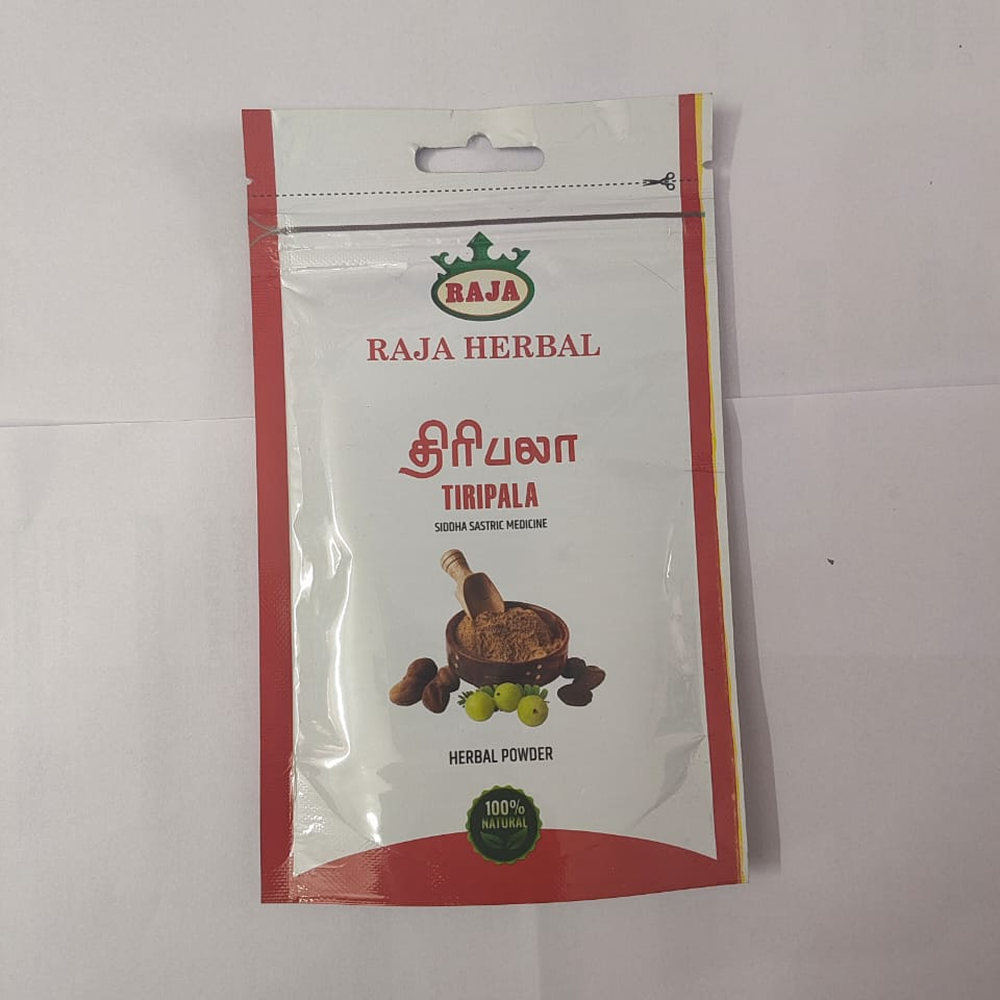 RAJA
RAJA HERBAL
திரிபலா
TIRIPALA
SIDDHA SASTRIC MEDICINE
HERBAL POWDER
100%
NATURAL